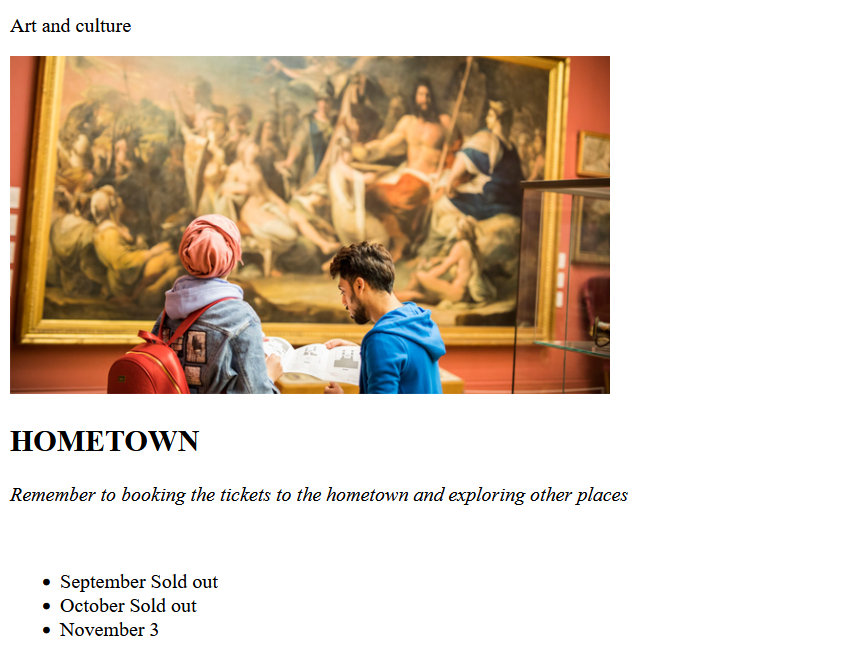 Art and culture
HOMETOWN
Remember to booking the tickets to the hometown and exploring other places
September Sold out
October Sold out
November 3